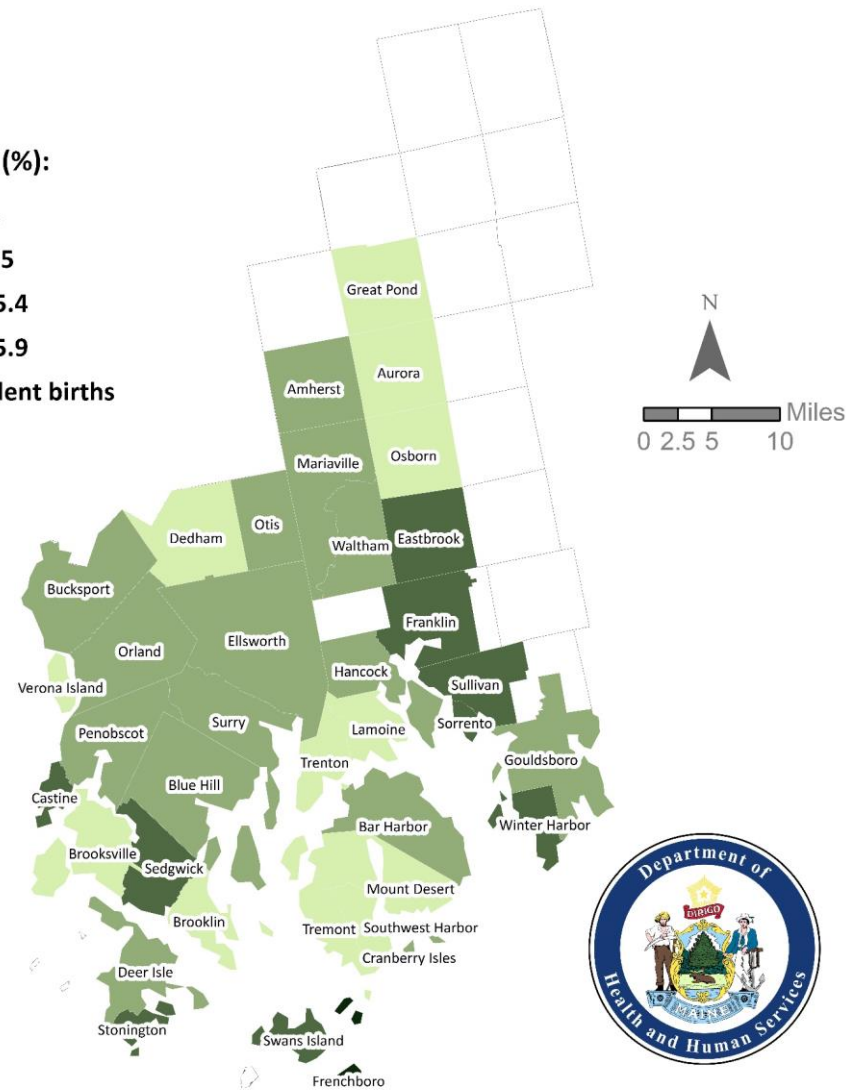 (%):
5
5.4
5.9
dent births
Great Pond
Amherst
Aurora
Mariaville
Osborn
Dedham
Otis
Waltham
Eastbrook
Bucksport
Orland
Ellsworth
Franklin
Hancock
Verona Island
Sullivan
Penobscot
Surry
Lamoine
Sorrento
Trenton
Gouldsboro
Castine
Blue Hill
Bar Harbor
Winter Harbor
Brooksville
Sedgwick
Mount Desert
Brooklin
Tremont
Southwest Harbor
Cranberry Isles
Deer Isle
Stonington
Swans Island
Frenchboro
N
Miles
0 2.5 5 10
Department of
DIRIGO
MAINE
Health and Human Services